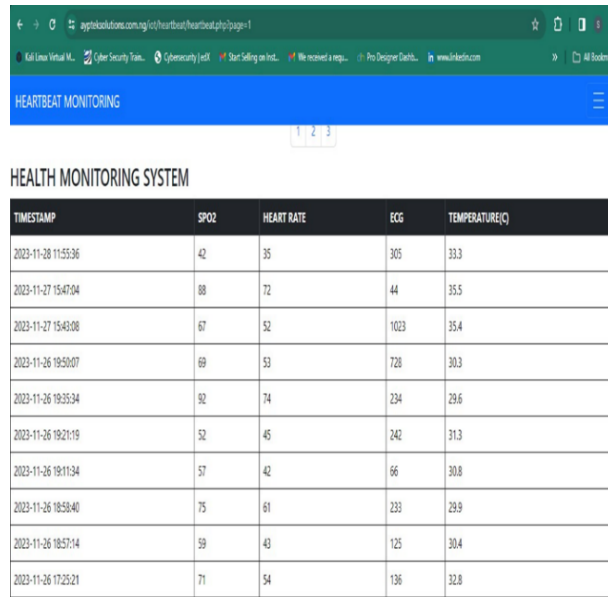 aypteksolutions.com.ng/iot/heartbeat/heartbeat.php?page=1
Kali Linux Virtual M... Cyber Security Train... Cybersecurity | edX Start Selling on Inst... We received a requ... Pro Designer Dashb... www.linkedin.com » All Bookm
HEARTBEAT MONITORING
1 2 3
HEALTH MONITORING SYSTEM
TIMESTAMP SPO2 HEART RATE ECG TEMPERATURE(C)
2023-11-28 11:55:36 42 35 305 33.3
2023-11-27 15:47:04 88 72 44 35.5
2023-11-27 15:43:08 67 52 1023 35.4
2023-11-26 19:50:07 69 53 728 30.3
2023-11-26 19:35:34 92 74 234 29.6
2023-11-26 19:21:19 52 45 242 31.3
2023-11-26 19:11:34 57 42 66 30.8
2023-11-26 18:58:40 75 61 233 29.9
2023-11-26 18:57:14 59 43 125 30.4
2023-11-26 17:25:21 71 54 136 32.8